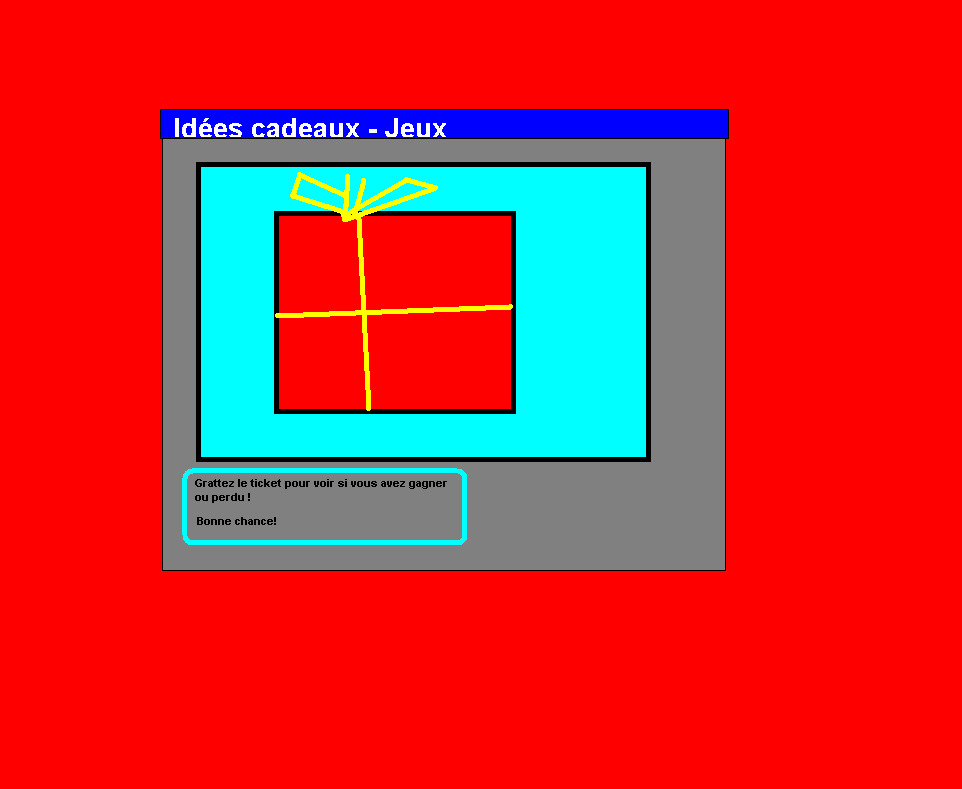 Idées cadeaux - Jeux
Grattez le ticket pour voir si vous avez gagner
ou perdu !
Bonne chance!